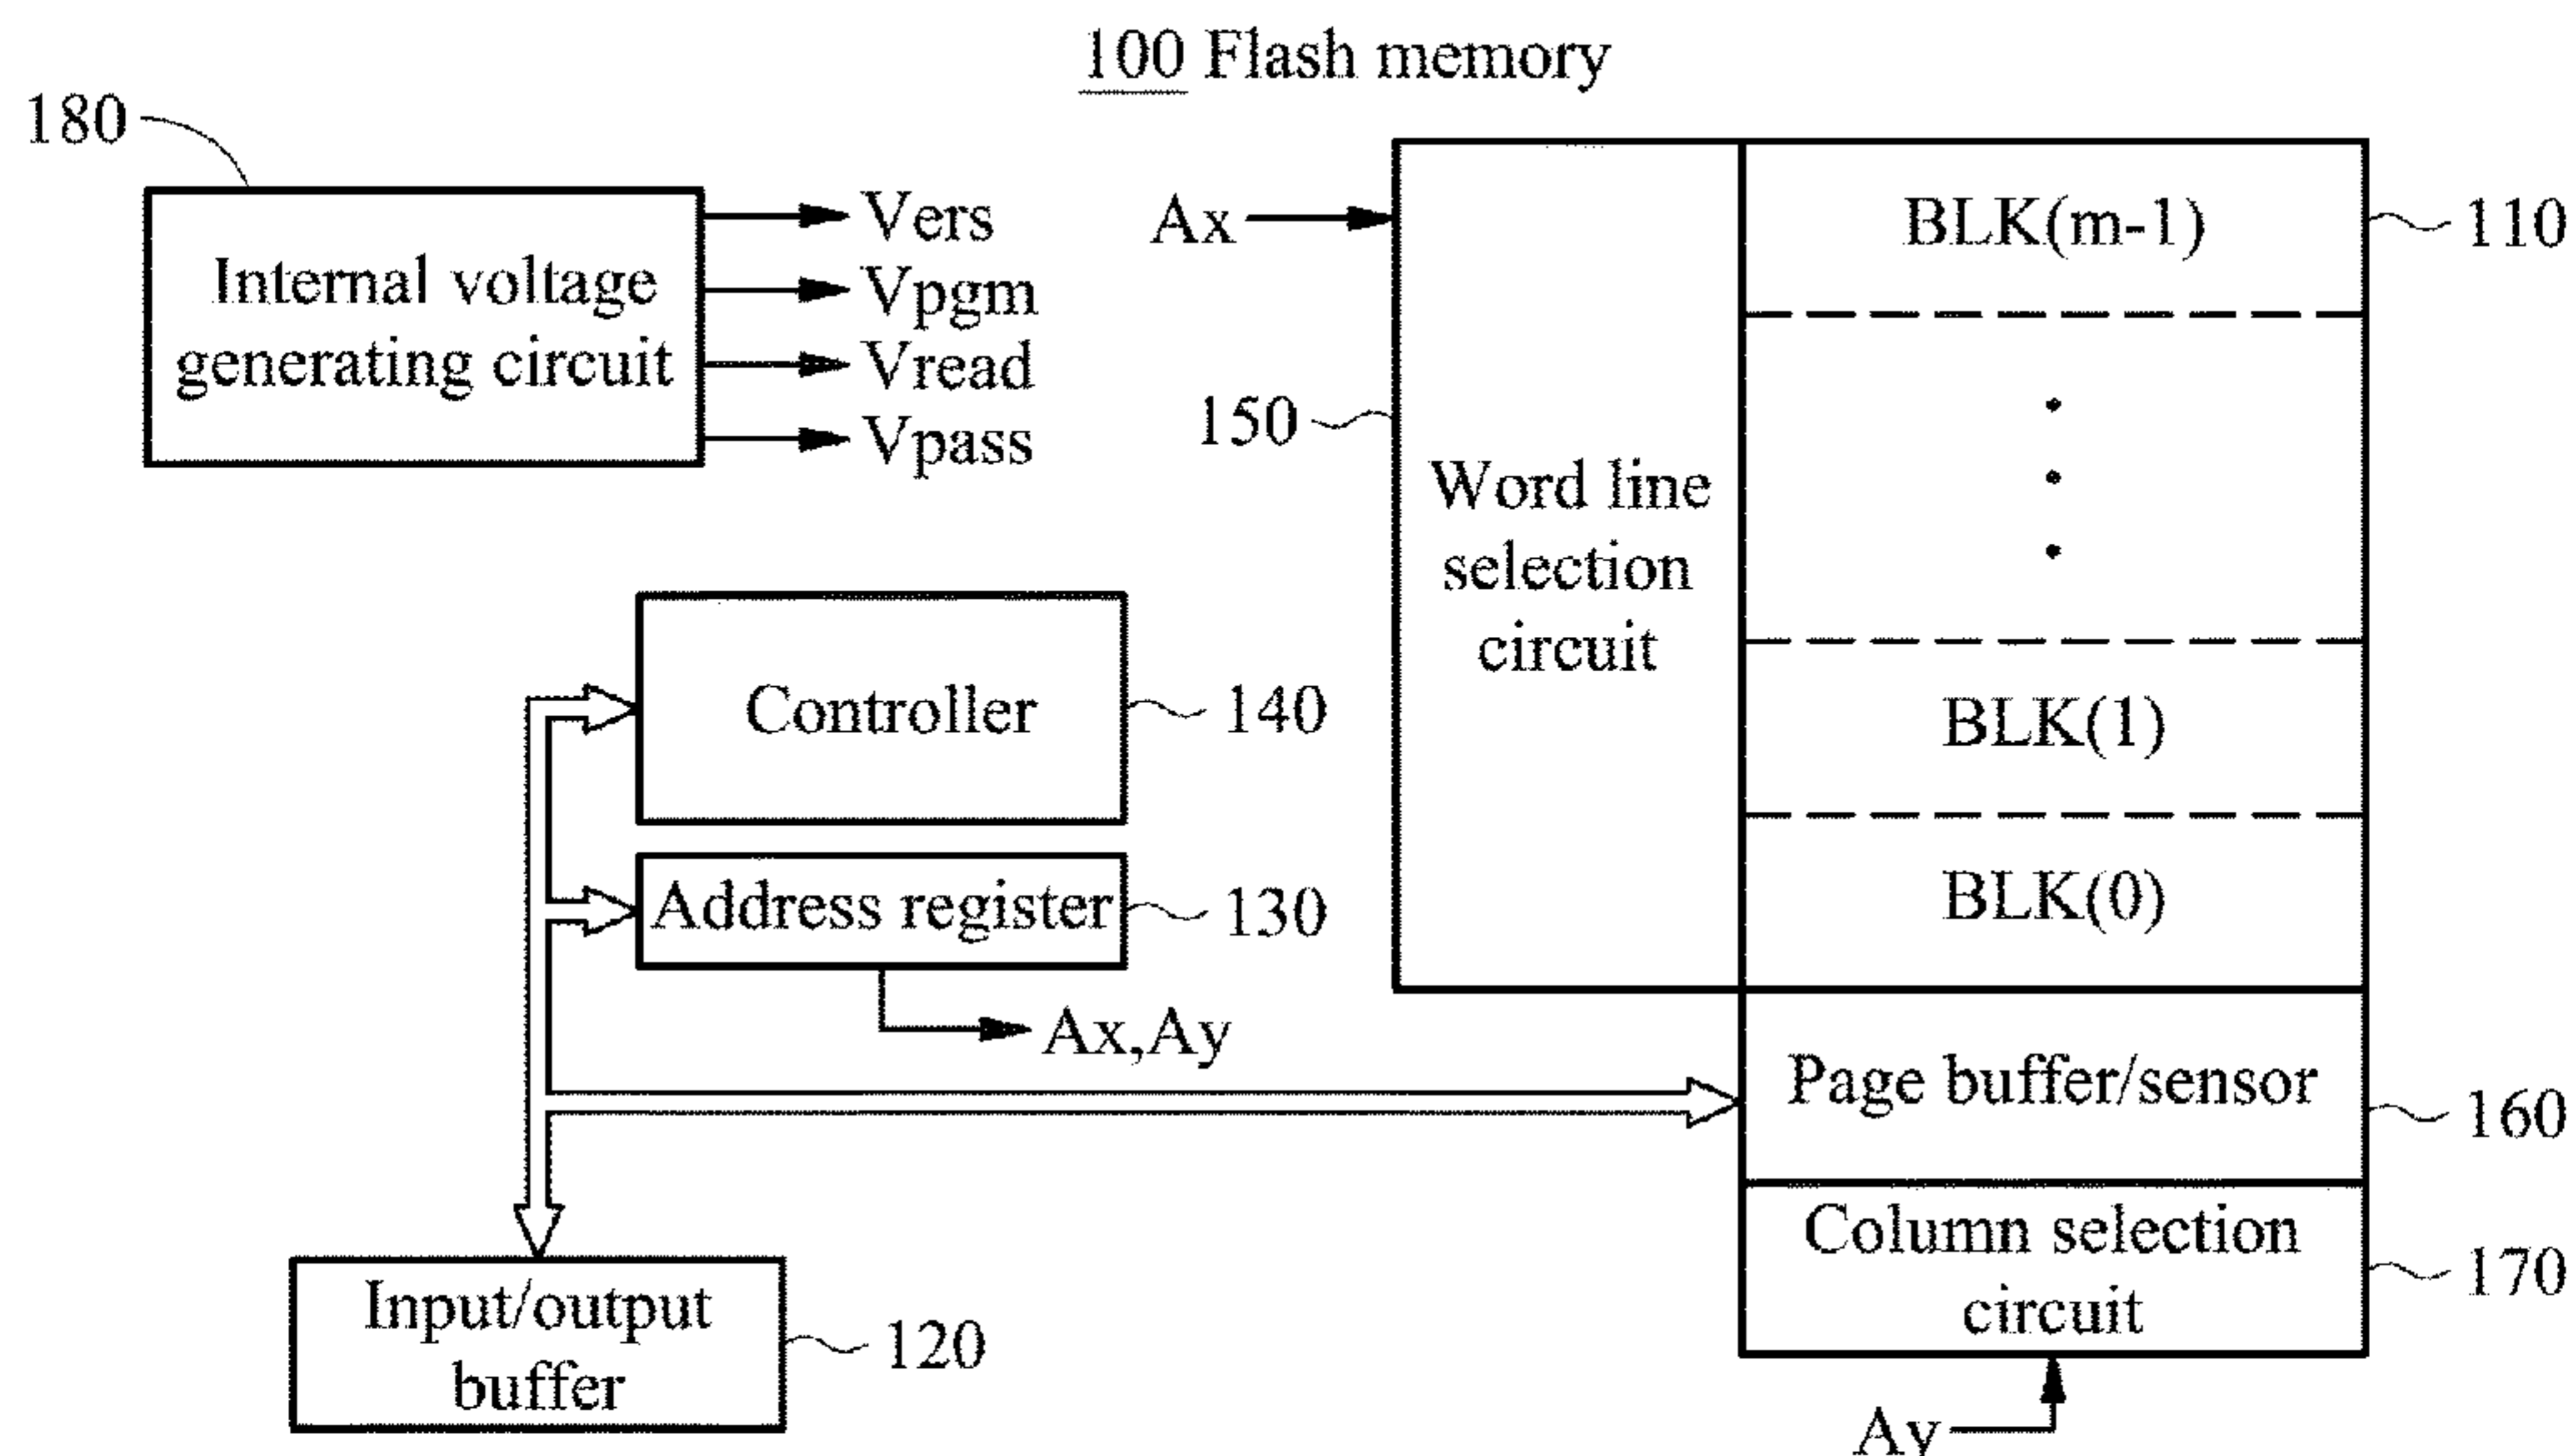 100 Flash memory
180
Internal voltage
generating circuit
Vers
Vpgm
Vread
Vpass
Ax
150
Word line
selection
circuit
BLK(m-1)
110
BLK(1)
BLK(0)
Controller
140
Address register
130
Ax,Ay
Page buffer/sensor
160
Column selection
circuit
170
Ay
Input/output
buffer
120